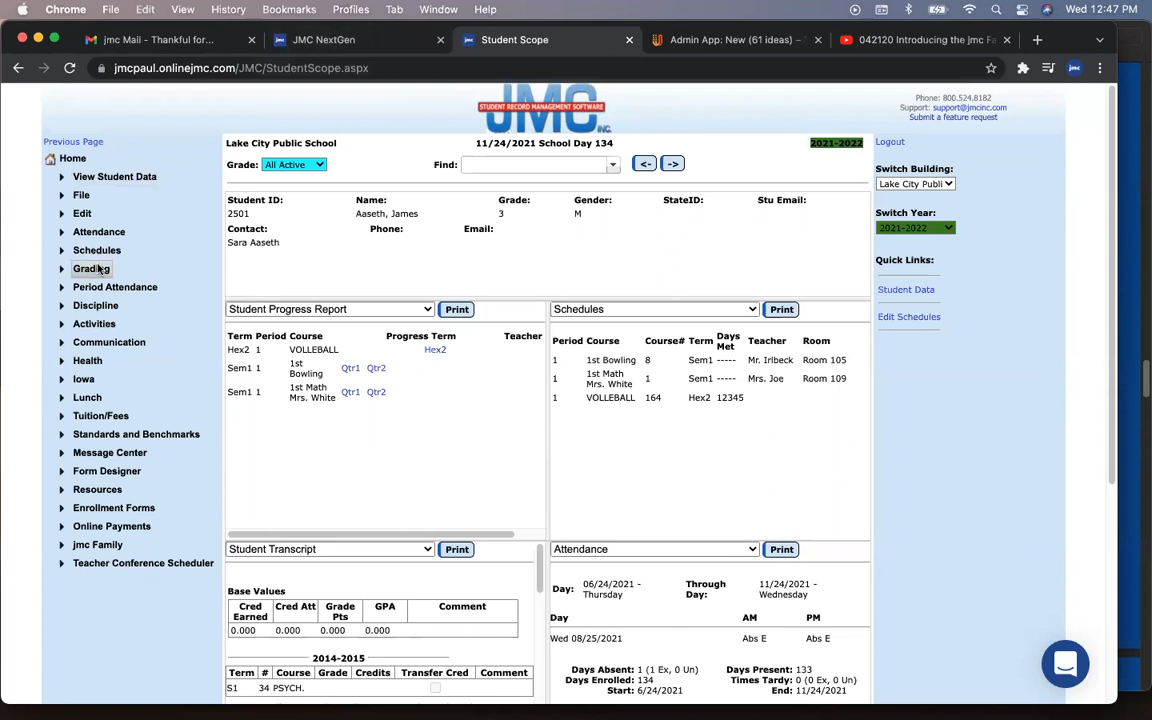 Chrome File Edit View History Bookmarks Profiles Tab Window Help Wed 12:47 PM
jmc Mail - Thankful for... × jmc JMC NextGen × jmc Student Scope × Admin App: New (61 ideas) – × 042120 Introducing the jmc Fa ×
jmcpaul.onlinejmc.com/JMC/StudentScope.aspx jmc
JMC INC.
STUDENT RECORD MANAGEMENT SOFTWARE
Phone: 800.524.8182
Support: support@jmcinc.com
Submit a feature request
Previous Page
Home
View Student Data
File
Edit
Attendance
Schedules
Grading
Period Attendance
Discipline
Activities
Communication
Health
Iowa
Lunch
Tuition/Fees
Standards and Benchmarks
Message Center
Form Designer
Resources
Enrollment Forms
Online Payments
jmc Family
Teacher Conference Scheduler
Lake City Public School 11/24/2021 School Day 134 2021-2022
Grade: All Active Find: <- ->
Student ID: Name: Grade: Gender: StateID: Stu Email:
2501 Aaseth, James 3 M
Contact: Phone: Email:
Sara Aaseth
Student Progress Report Print
Term Period Course Progress Term Teacher
Hex2 1 VOLLEBALL Hex2
Sem1 1 1st Bowling Qtr1 Qtr2
Sem1 1 1st Math Mrs. White Qtr1 Qtr2
Schedules Print
Period Course Course# Term Days Met Teacher Room
1 1st Bowling 8 Sem1 ----- Mr. Irlbeck Room 105
1 1st Math Mrs. White 1 Sem1 ----- Mrs. Joe Room 109
1 VOLLEBALL 164 Hex2 12345
Student Transcript Print
Base Values
Cred Earned Cred Att Grade Pts GPA Comment
0.000 0.000 0.000 0.000
2014-2015
Term # Course Grade Credits Transfer Cred Comment
S1 34 PSYCH.
Attendance Print
Day: 06/24/2021 - Thursday Through Day: 11/24/2021 - Wednesday
Day AM PM
Wed 08/25/2021 Abs E Abs E
Days Absent: 1 (1 Ex, 0 Un) Days Present: 133
Days Enrolled: 134 Times Tardy: 0 (0 Ex, 0 Un)
Start: 6/24/2021 End: 11/24/2021
Logout
Switch Building:
Lake City Publi
Switch Year:
2021-2022
Quick Links:
Student Data
Edit Schedules